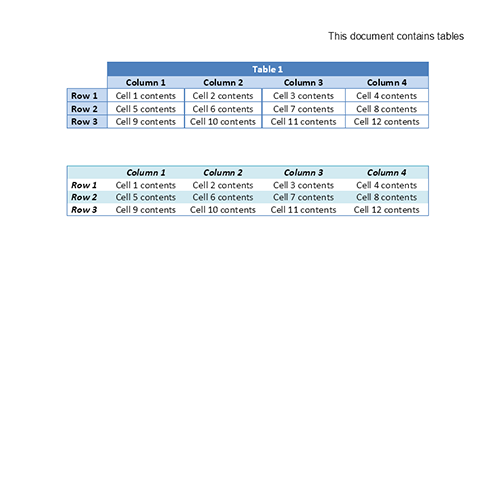 This document contains tables
Table 1
Column 1 Column 2 Column 3 Column 4
Row 1 Cell 1 contents Cell 2 contents Cell 3 contents Cell 4 contents
Row 2 Cell 5 contents Cell 6 contents Cell 7 contents Cell 8 contents
Row 3 Cell 9 contents Cell 10 contents Cell 11 contents Cell 12 contents
Column 1 Column 2 Column 3 Column 4
Row 1 Cell 1 contents Cell 2 contents Cell 3 contents Cell 4 contents
Row 2 Cell 5 contents Cell 6 contents Cell 7 contents Cell 8 contents
Row 3 Cell 9 contents Cell 10 contents Cell 11 contents Cell 12 contents